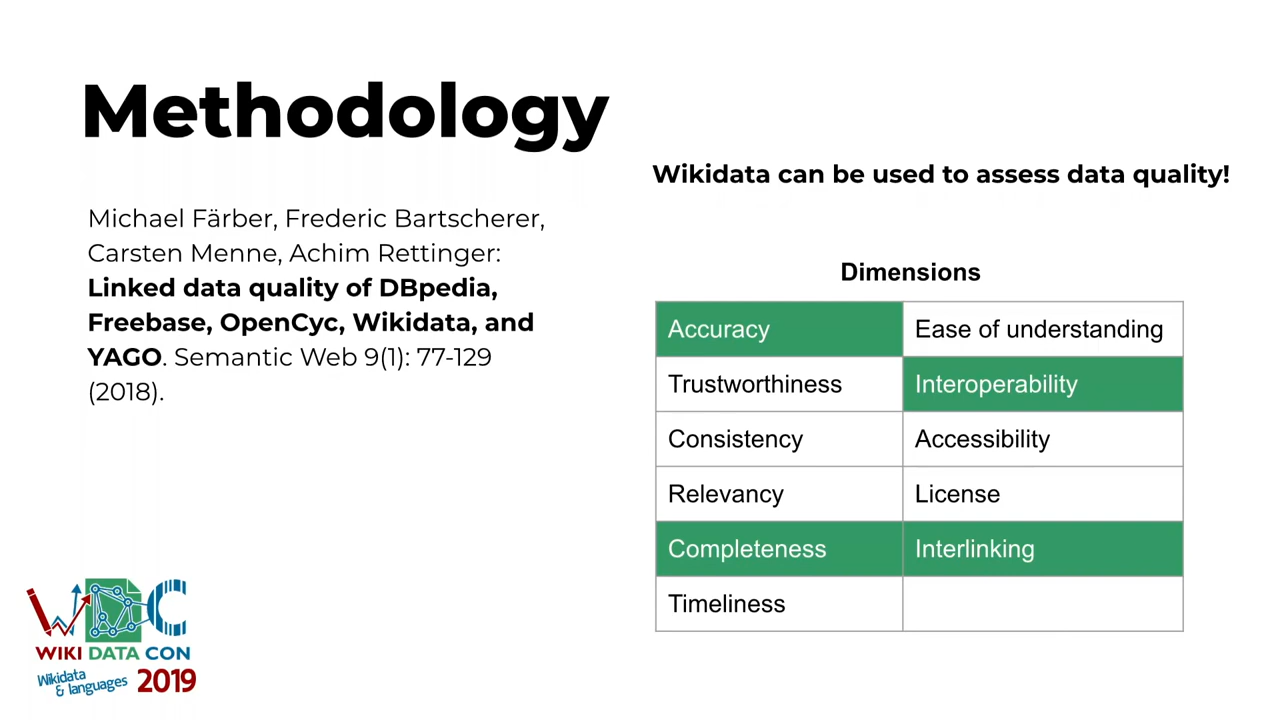 Methodology
Wikidata can be used to assess data quality!
Michael Färber, Frederic Bartscherer,
Carsten Menne, Achim Rettinger:
Linked data quality of DBpedia,
Freebase, OpenCyc, Wikidata, and
YAGO. Semantic Web 9(1): 77-129
(2018).
Dimensions
Accuracy Ease of understanding
Trustworthiness Interoperability
Consistency Accessibility
Relevancy License
Completeness Interlinking
Timeliness
WDC
WIKI DATA CON
Wikidata
& languages 2019